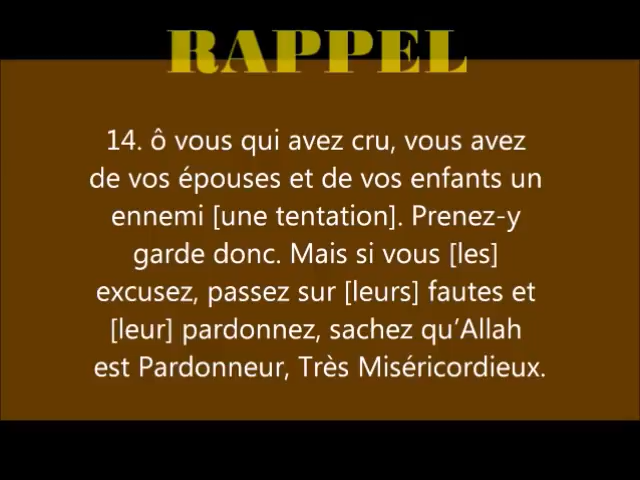 RAPPEL
14. ô vous qui avez cru, vous avez
de vos épouses et de vos enfants un
ennemi [une tentation]. Prenez-y
garde donc. Mais si vous [les]
excusez, passez sur [leurs] fautes et
[leur] pardonnez, sachez qu’Allah
est Pardonneur, Très Miséricordieux.